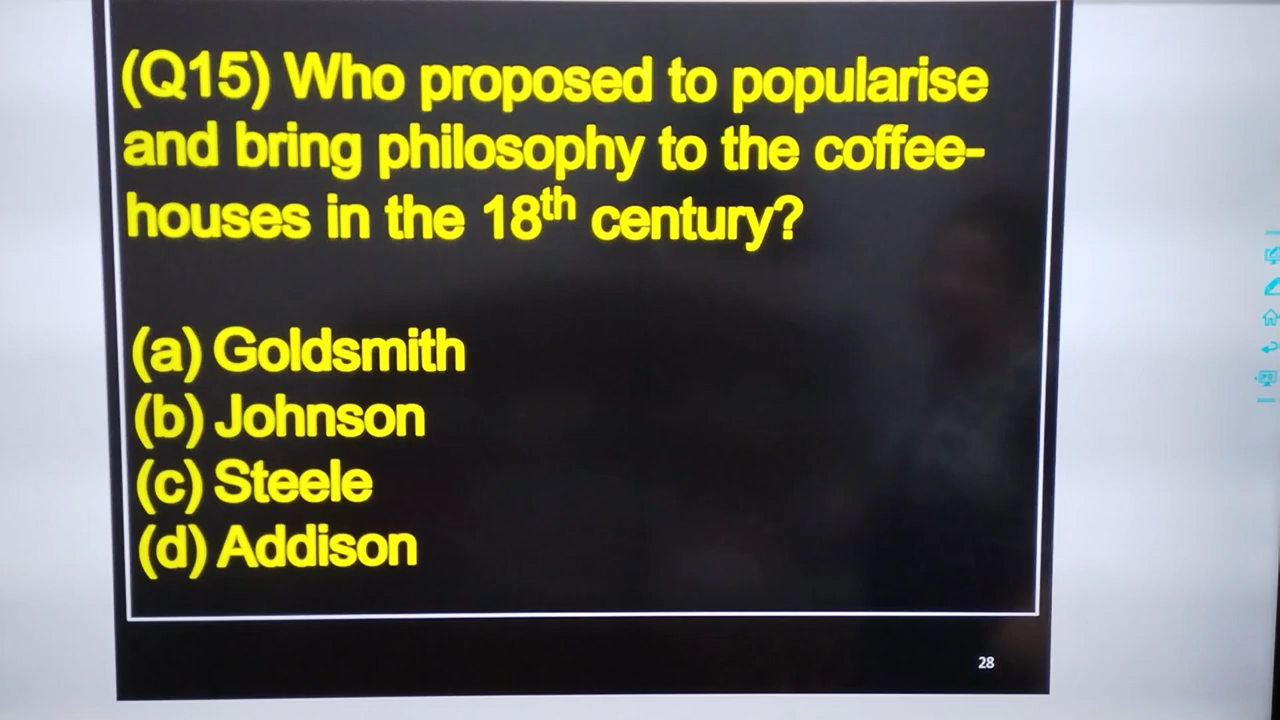 (Q15) Who proposed to popularise
and bring philosophy to the coffee-
houses in the 18th century?
(a) Goldsmith
(b) Johnson
(c) Steele
(d) Addison
28